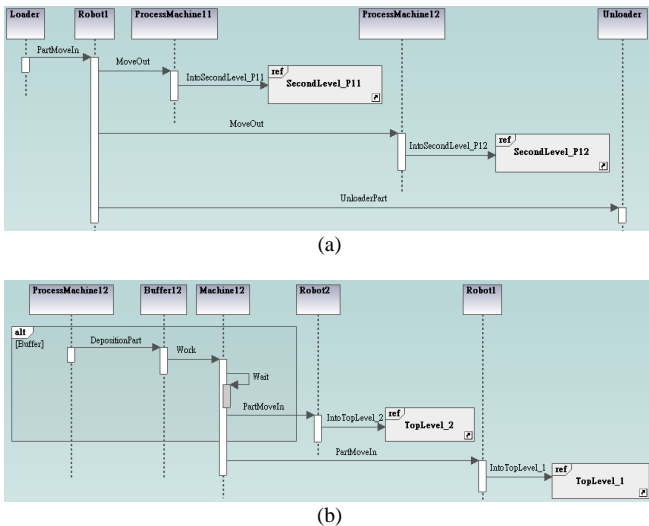 Loader
Robot1
ProcessMachine11
ProcessMachine12
Unloader
PartMoveIn
MoveOut
IntoSecondLevel_P11
ref
SecondLevel_P11
MoveOut
IntoSecondLevel_P12
ref
SecondLevel_P12
UnloaderPart
(a)
ProcessMachine12
Buffer12
Machine12
Robot2
Robot1
alt
[Buffer]
DepositionPart
Work
Wait
PartMoveIn
IntoTopLevel_2
ref
TopLevel_2
PartMoveIn
IntoTopLevel_1
ref
TopLevel_1
(b)